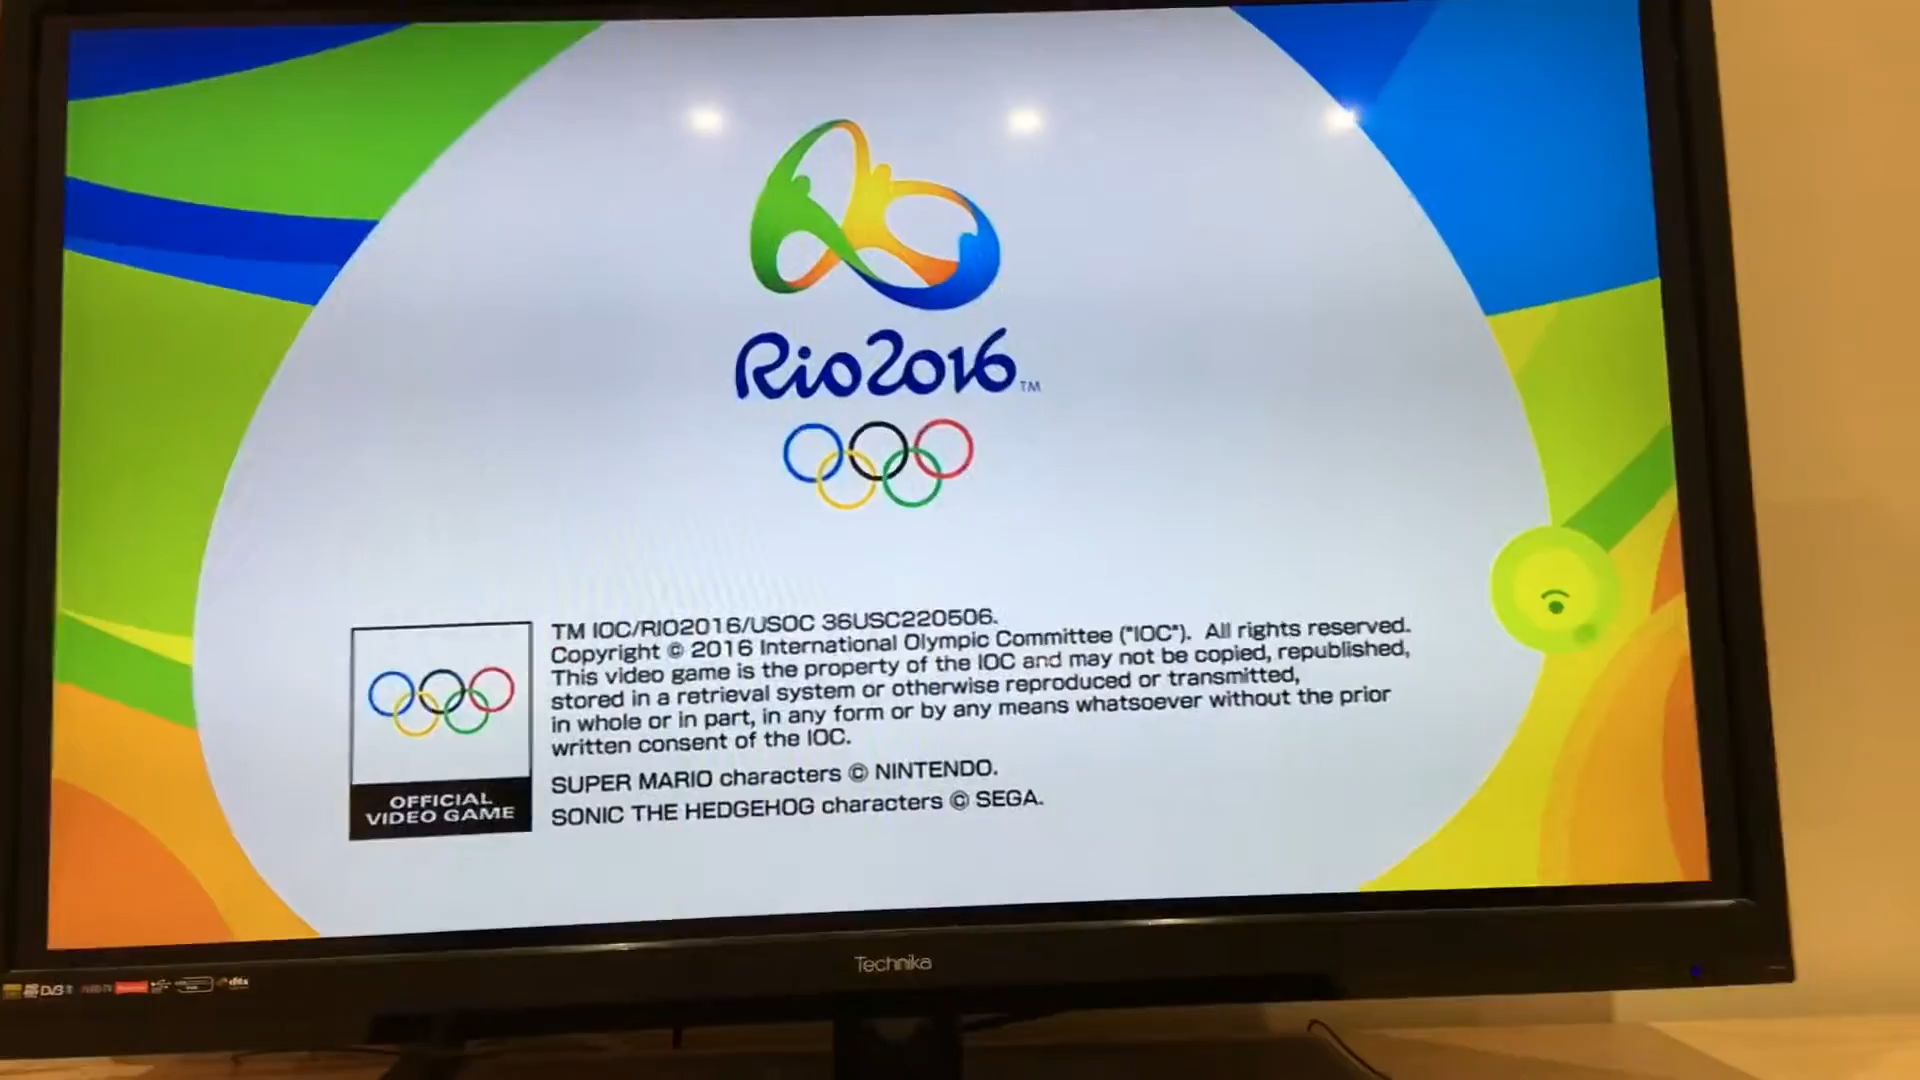 Rio2016™
TM IOC/RIO2016/USOC 36USC220506.
Copyright © 2016 International Olympic Committee ("IOC"). All rights reserved.
This video game is the property of the IOC and may not be copied, republished,
stored in a retrieval system or otherwise reproduced or transmitted,
in whole or in part, in any form or by any means whatsoever without the prior
written consent of the IOC.
SUPER MARIO characters © NINTENDO.
SONIC THE HEDGEHOG characters © SEGA.
OFFICIAL
VIDEO GAME
Technika
DVB dts